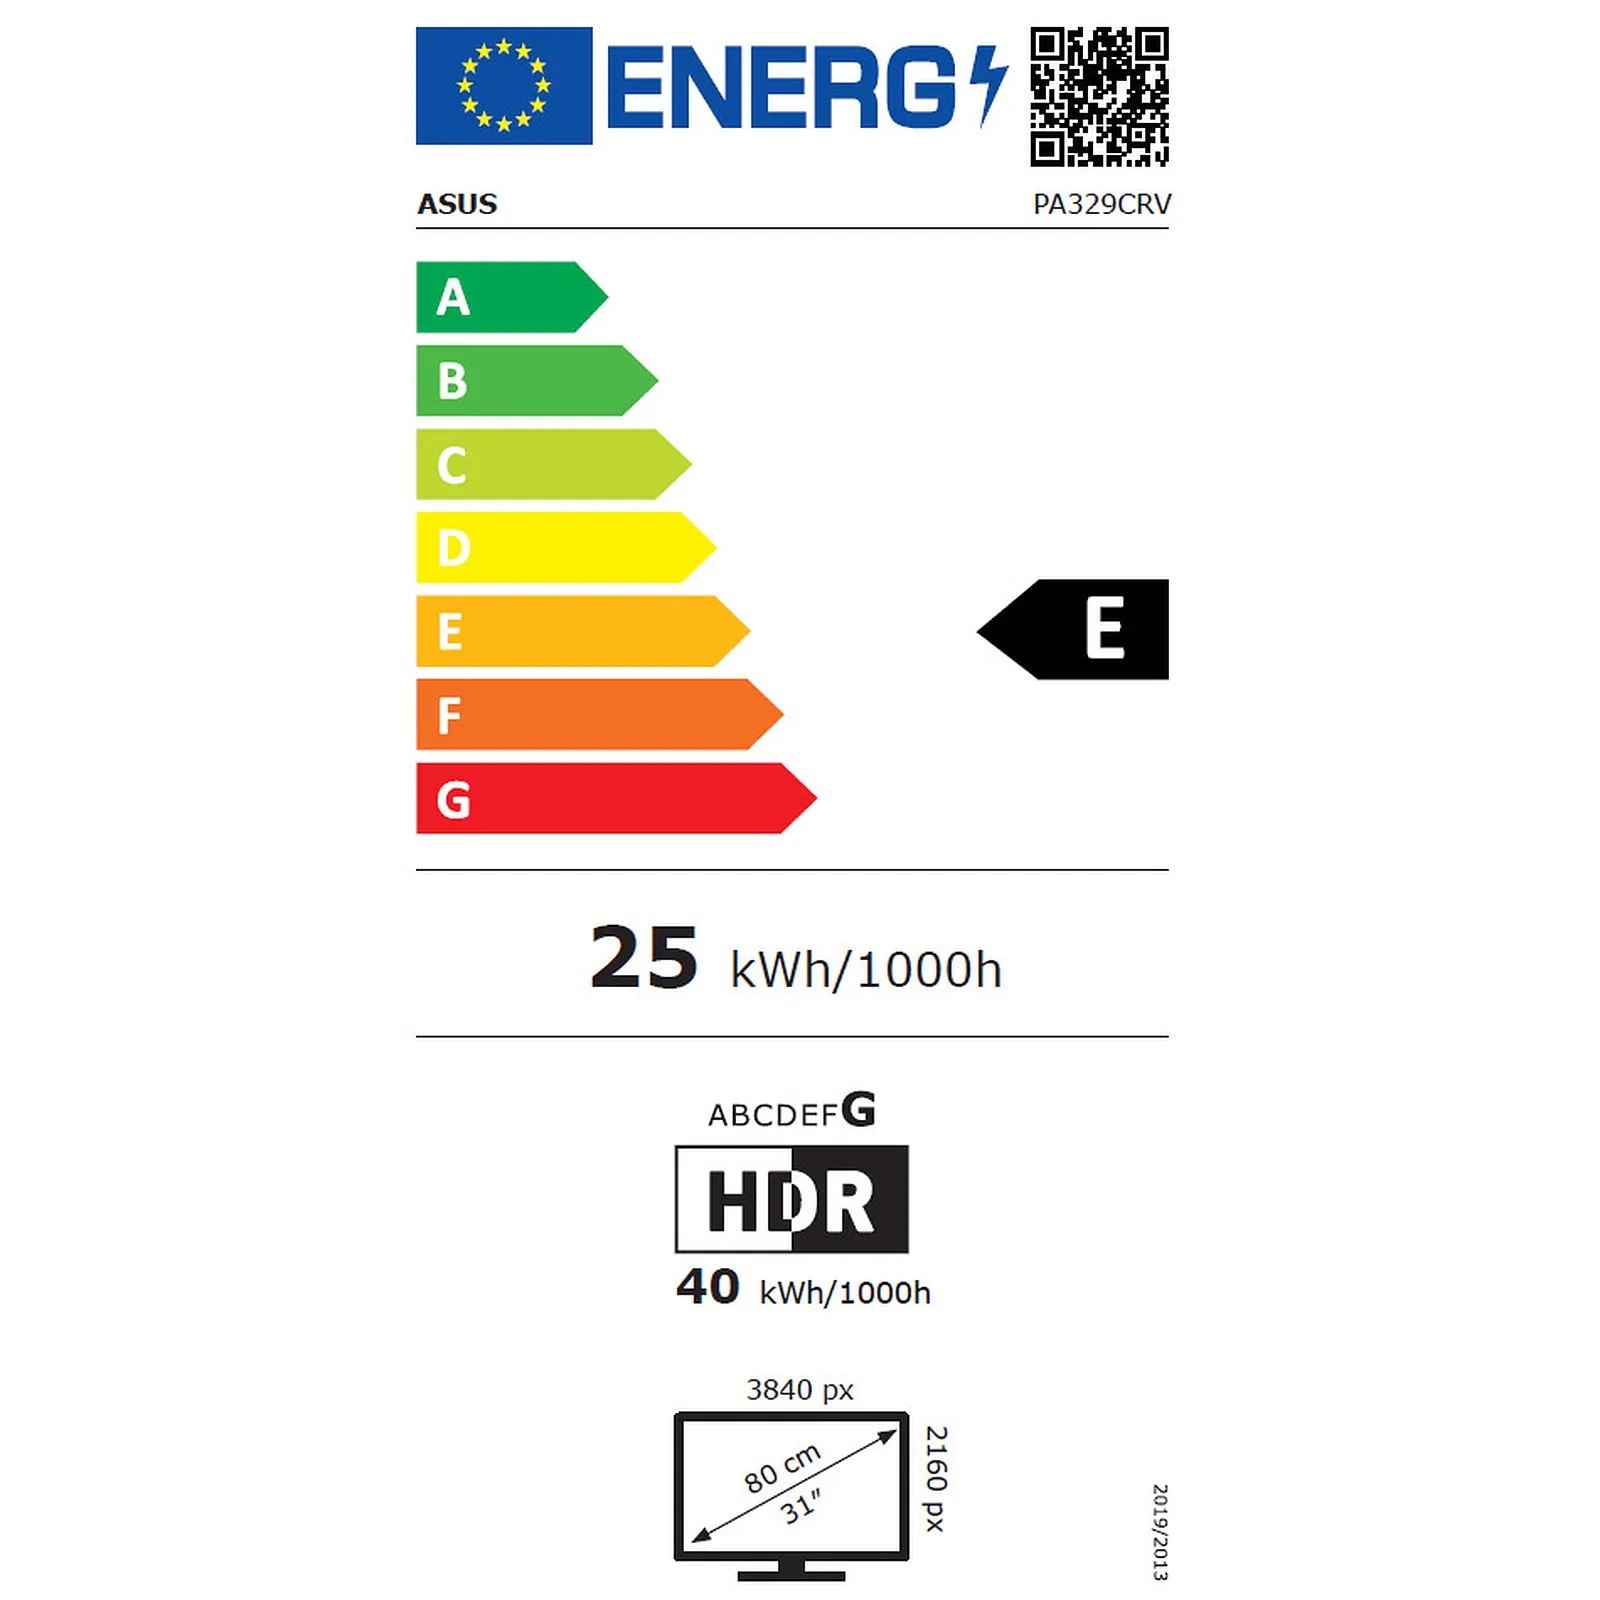 ENERG
ASUS
PA329CRV
A
B
C
D
E
E
F
G
25 kWh/1000h
ABCDEFG
HDR
40 kWh/1000h
3840 px
80 cm
31"
2160 px
2019/2013